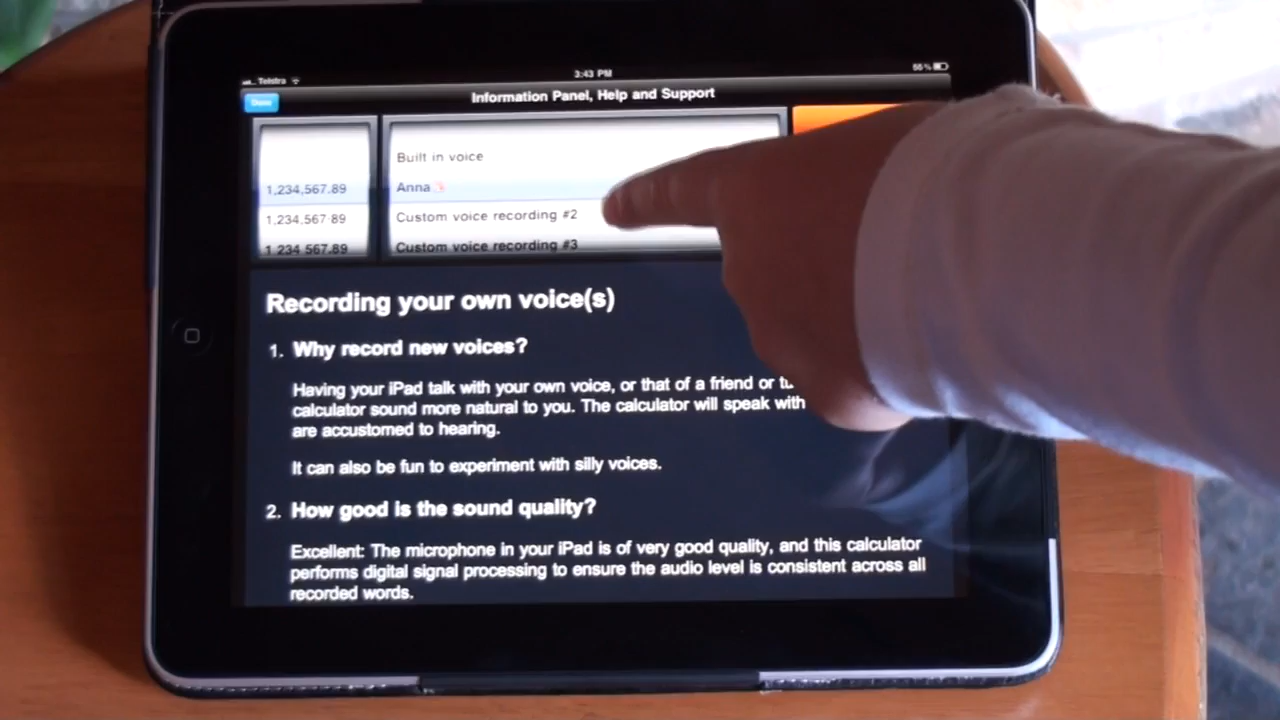 Telstra
3:43 PM
Done
Information Panel, Help and Support
Built in voice
1,234,567.89
Anna
1,234,567·89
Custom voice recording #2
1 234 567.89
Custom voice recording #3
Recording your own voice(s)
1. Why record new voices?
Having your iPad talk with your own voice, or that of a friend or
calculator sound more natural to you. The calculator will speak with
are accustomed to hearing.
It can also be fun to experiment with silly voices.
2. How good is the sound quality?
Excellent: The microphone in your iPad is of very good quality, and this calculator
performs digital signal processing to ensure the audio level is consistent across all
recorded words.